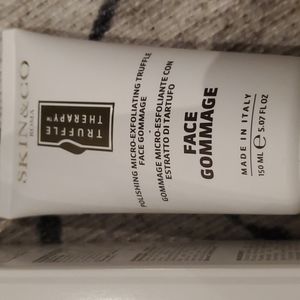 SKIN&CO
ROMA
TRUFFLE
THERAPY™
POLISHING MICRO-EXFOLIATING TRUFFLE
FACE GOMMAGE
GOMMAGE MICRO-ESFOLIANTE CON
ESTRATTO DI TARTUFO
FACE
GOMMAGE
MADE IN ITALY
150 ML ℮ 5.07 FL OZ